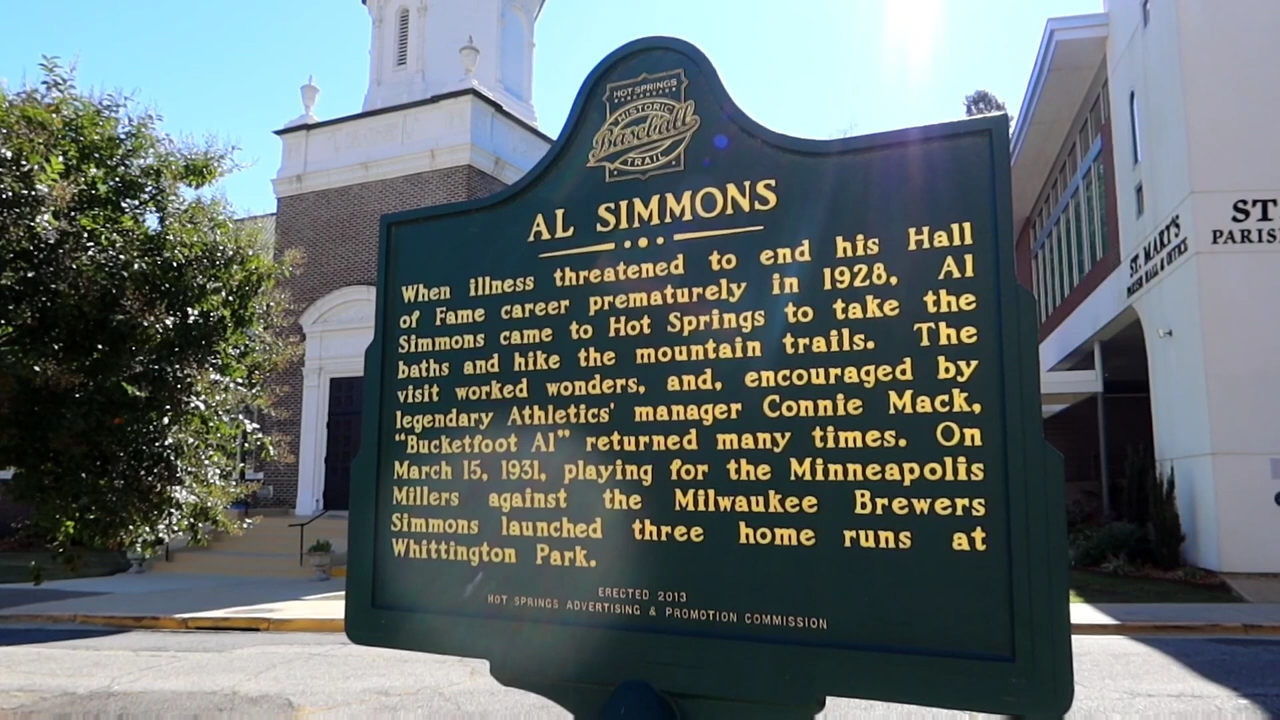 HOT SPRINGS
ARKANSAS
HISTORIC
Baseball
TRAIL
AL SIMMONS
When illness threatened to end his Hall
of Fame career prematurely in 1928, Al
Simmons came to Hot Springs to take the
baths and hike the mountain trails. The
visit worked wonders, and, encouraged by
legendary Athletics' manager Connie Mack,
“Bucketfoot Al” returned many times. On
March 15, 1931, playing for the Minneapolis
Millers against the Milwaukee Brewers
Simmons launched three home runs at
Whittington Park.
ERECTED 2013
HOT SPRINGS ADVERTISING & PROMOTION COMMISSION
ST. MARY'S
PARISH HALL & OFFICE
ST
PARIS